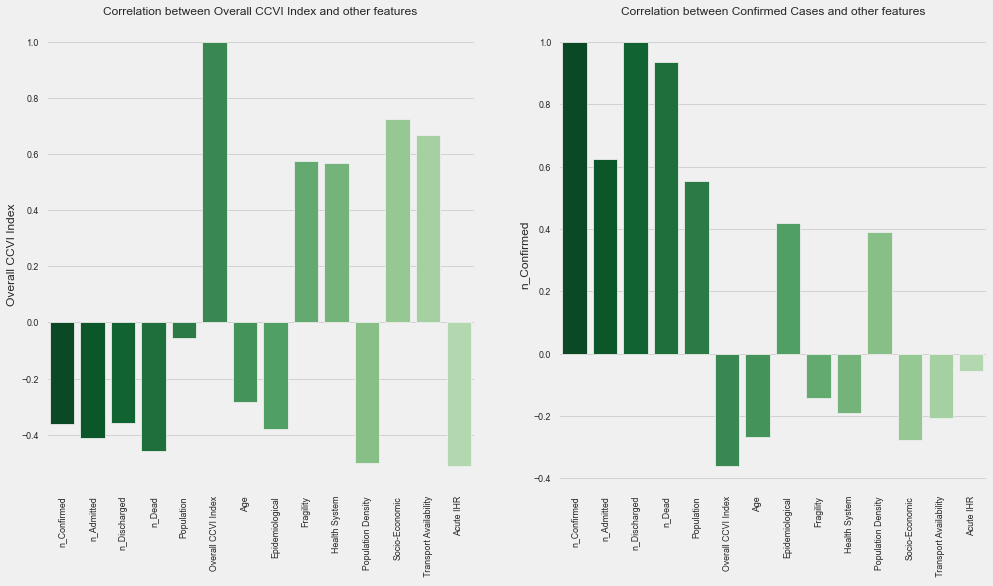 Correlation between Overall CCVI Index and other features
Overall CCVI Index
1.0
0.8
0.6
0.4
0.2
0.0
−0.2
−0.4
n_Confirmed
n_Admitted
n_Discharged
n_Dead
Population
Overall CCVI Index
Age
Epidemiological
Fragility
Health System
Population Density
Socio-Economic
Transport Availability
Acute IHR
Correlation between Confirmed Cases and other features
n_Confirmed
1.0
0.8
0.6
0.4
0.2
0.0
−0.2
−0.4
n_Confirmed
n_Admitted
n_Discharged
n_Dead
Population
Overall CCVI Index
Age
Epidemiological
Fragility
Health System
Population Density
Socio-Economic
Transport Availability
Acute IHR